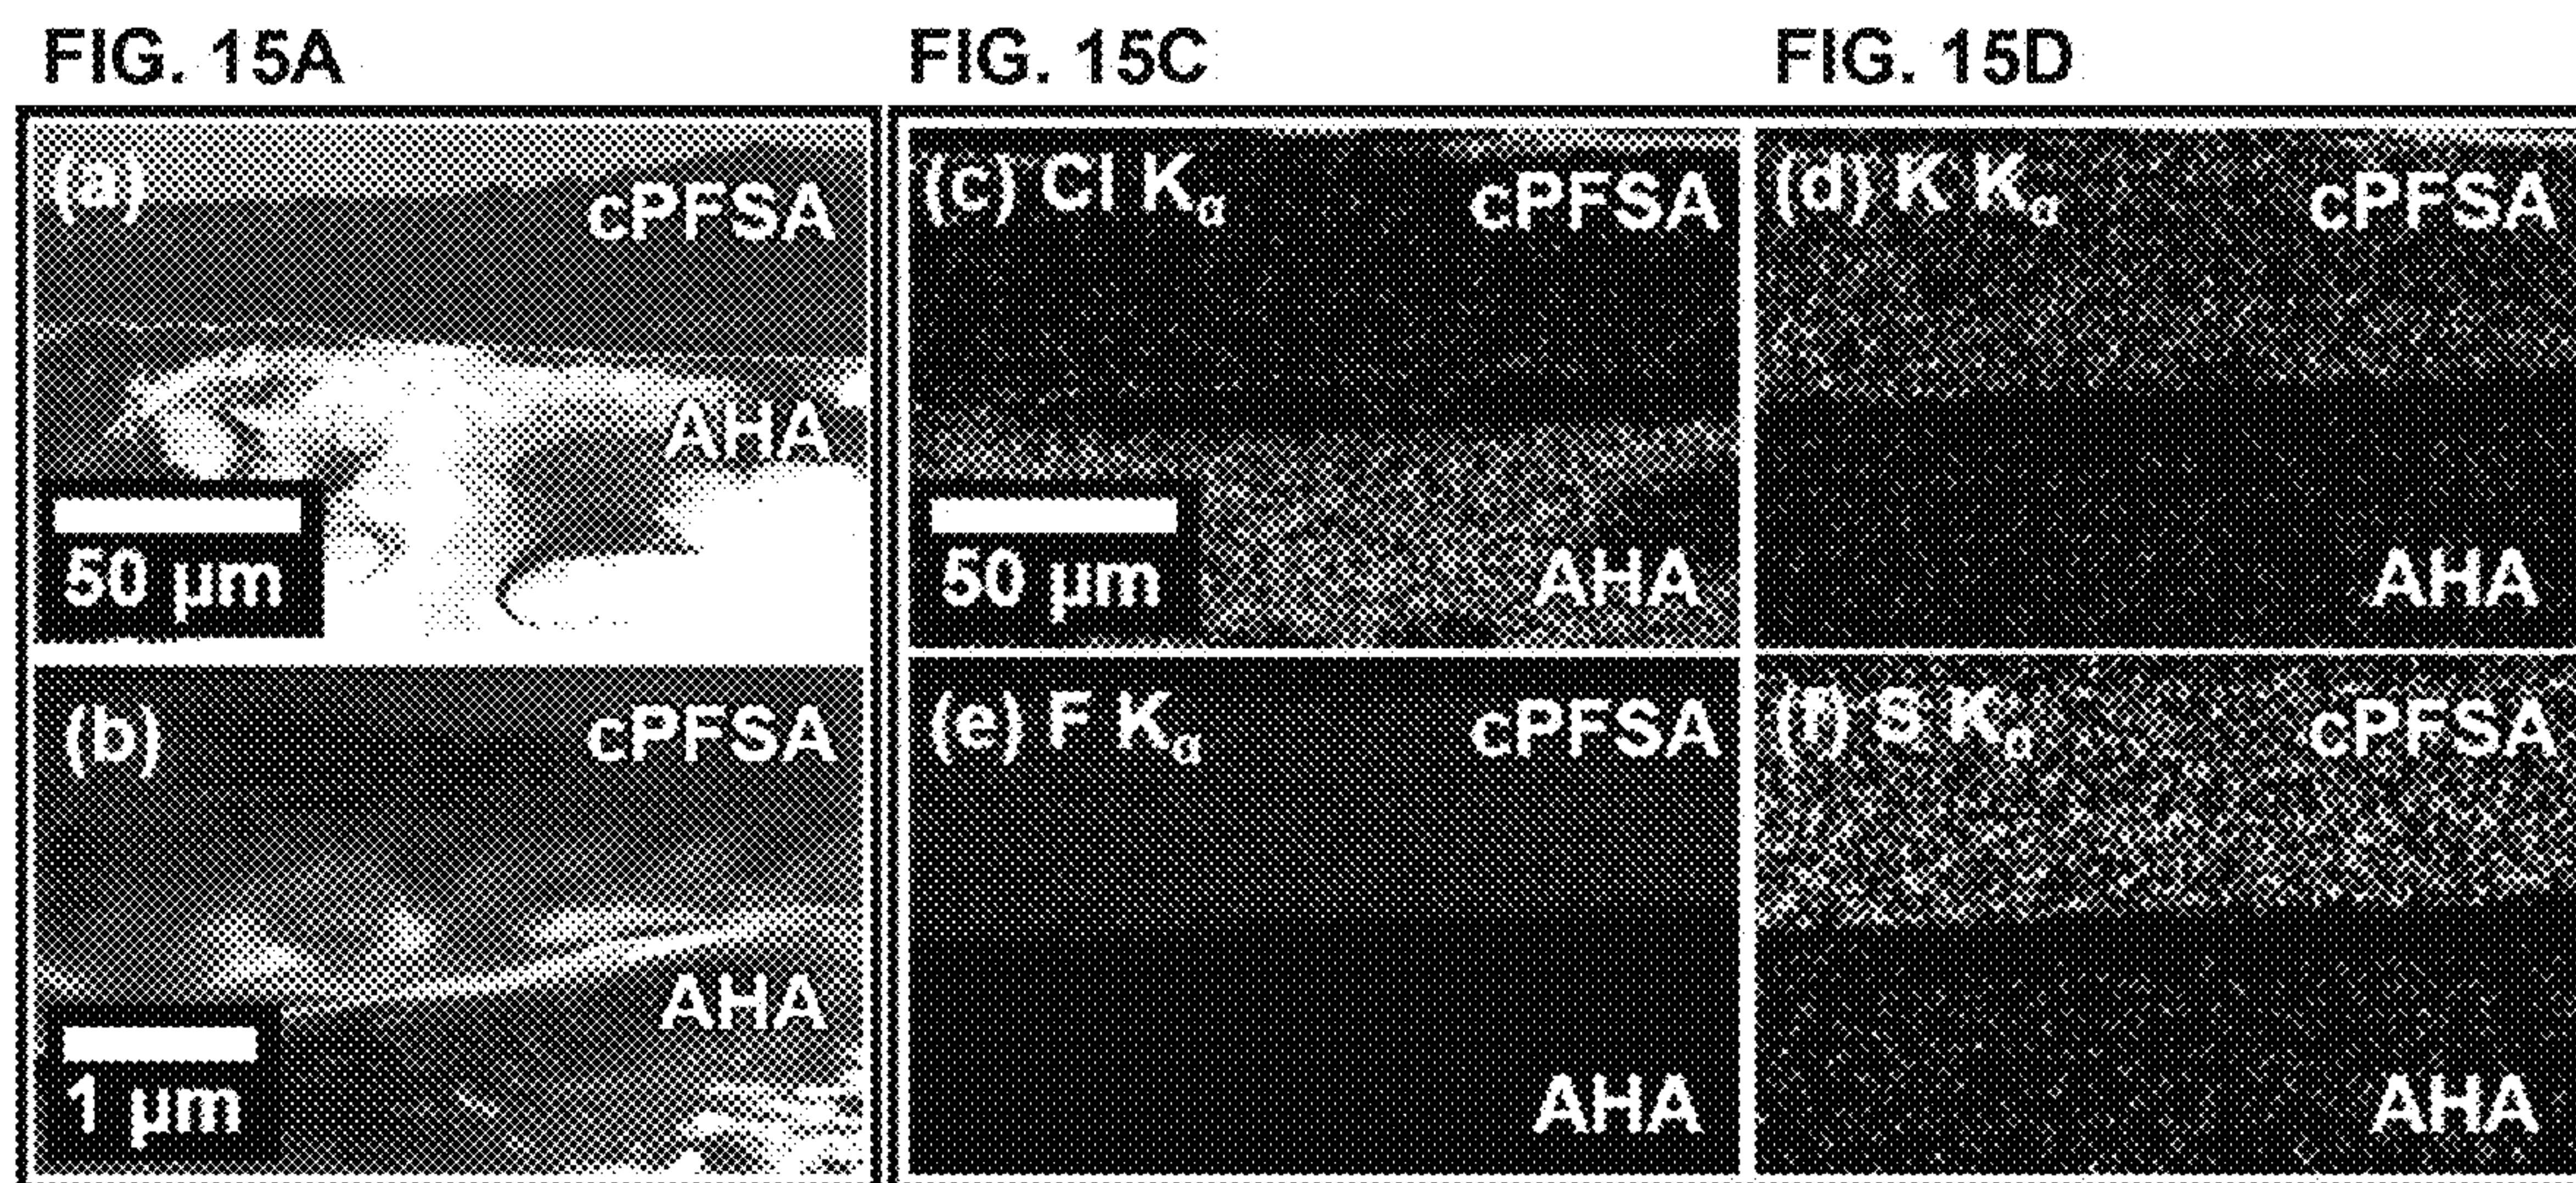 FIG. 15A
FIG. 15C
FIG. 15D
(a)
cPFSA
AHA
50 µm
(c) Cl Kα
cPFSA
50 µm
AHA
(d) K Kα
cPFSA
AHA
(b)
cPFSA
AHA
1 µm
(e) F Kα
cPFSA
AHA
(f) S Kα
cPFSA
AHA